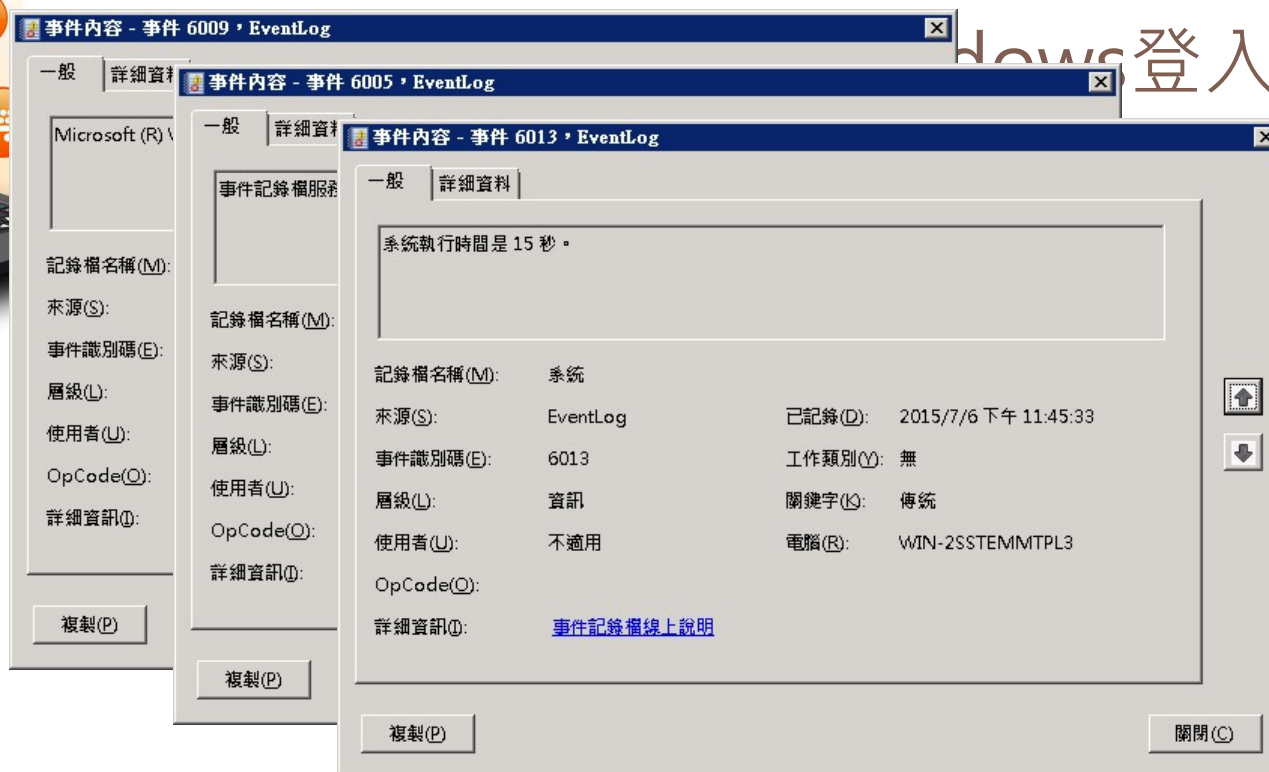 dows登入
事件內容 - 事件 6009，EventLog
一般 詳細資
Microsoft (R)
記錄檔名稱(M):
來源(S):
事件識別碼(E):
層級(L):
使用者(U):
OpCode(O):
詳細資訊(I):
複製(P)
事件內容 - 事件 6005，EventLog
一般 詳細資
事件記錄檔服務
記錄檔名稱(M):
來源(S):
事件識別碼(E):
層級(L):
使用者(U):
OpCode(O):
詳細資訊(I):
複製(P)
事件內容 - 事件 6013，EventLog
一般 詳細資料
系統執行時間是 15 秒。
記錄檔名稱(M): 系統
來源(S): EventLog 已記錄(D): 2015/7/6 下午 11:45:33
事件識別碼(E): 6013 工作類別(Y): 無
層級(L): 資訊 關鍵字(K): 傳統
使用者(U): 不適用 電腦(R): WIN-2SSTEMMTPL3
OpCode(O):
詳細資訊(I): 事件記錄檔線上說明
複製(P) 關閉(C)